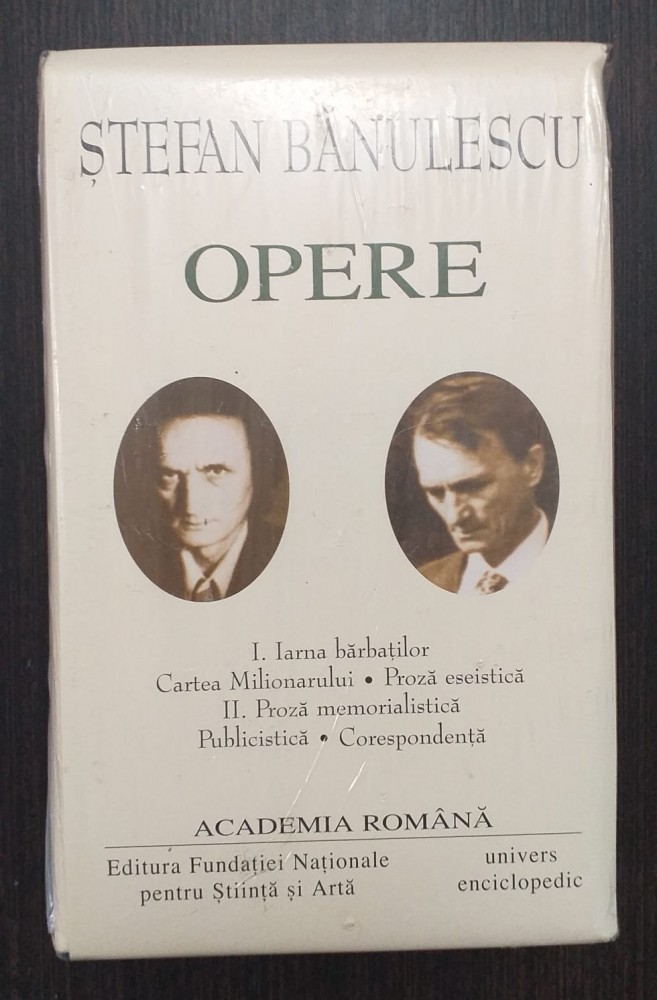 ȘTEFAN BĂNULESCU
OPERE
I. Iarna bărbaților
Cartea Milionarului • Proză eseistică
II. Proză memorialistică
Publicistică • Corespondență
ACADEMIA ROMÂNĂ
Editura Fundației Naționale
pentru Știință și Artă
univers
enciclopedic